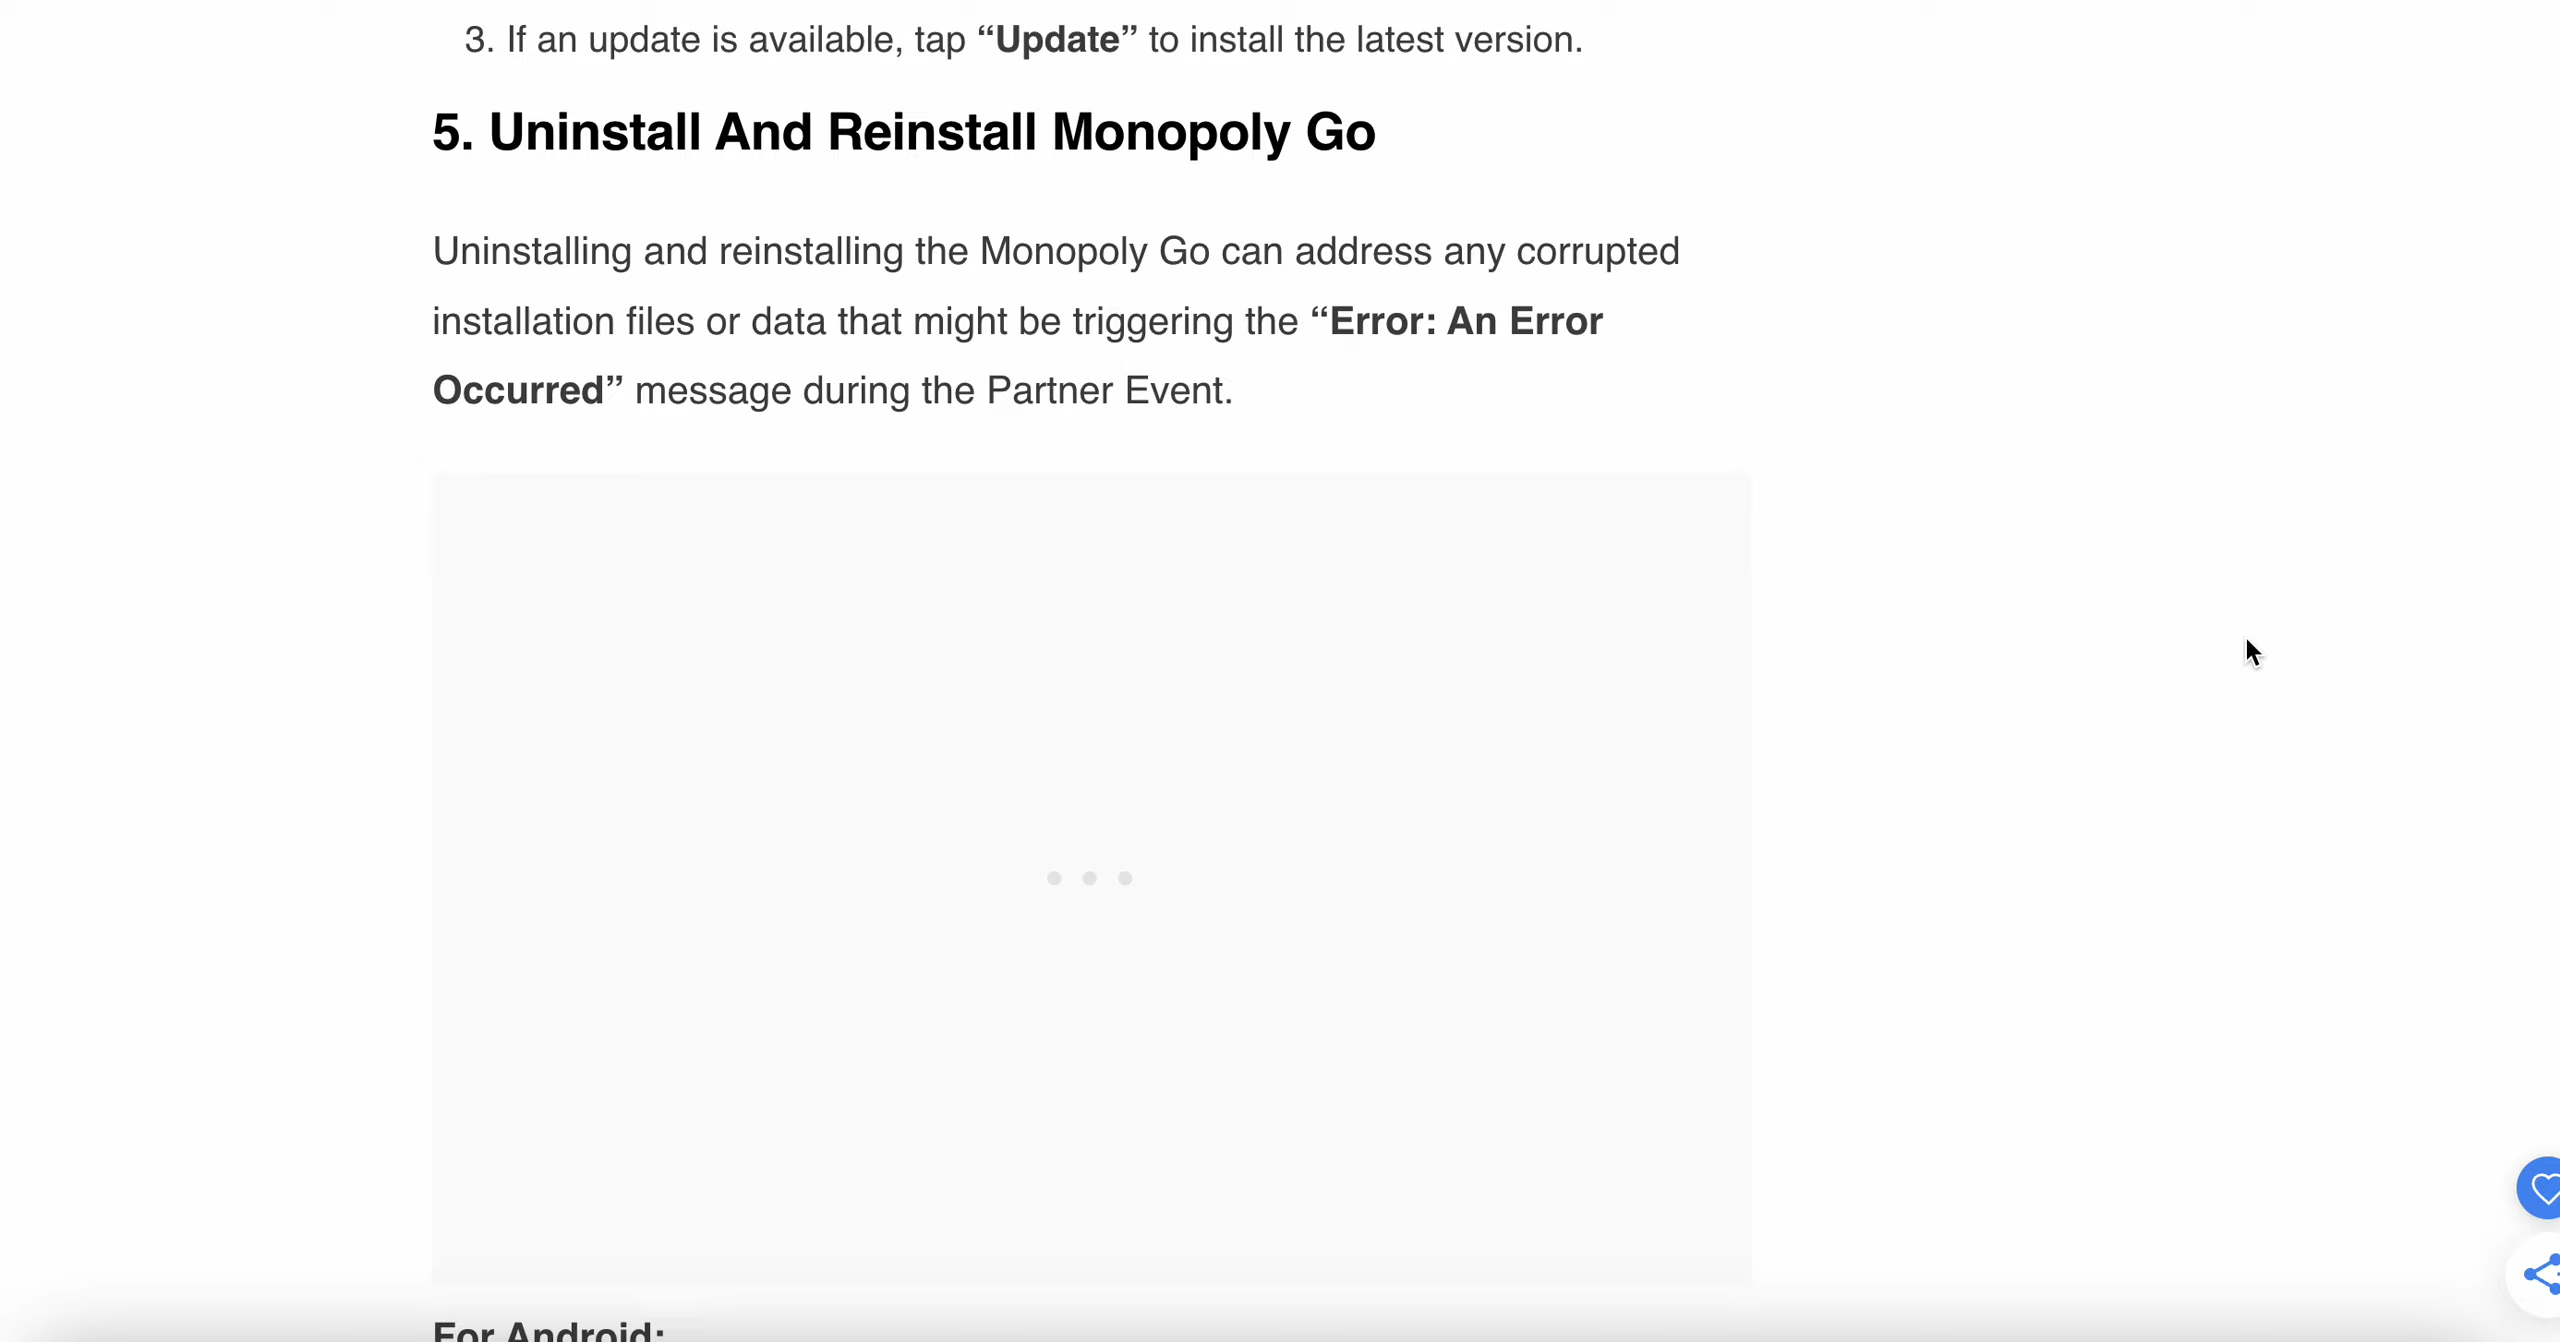 3. If an update is available, tap “Update” to install the latest version.
5. Uninstall And Reinstall Monopoly Go
Uninstalling and reinstalling the Monopoly Go can address any corrupted
installation files or data that might be triggering the “Error: An Error
Occurred” message during the Partner Event.
For Android: